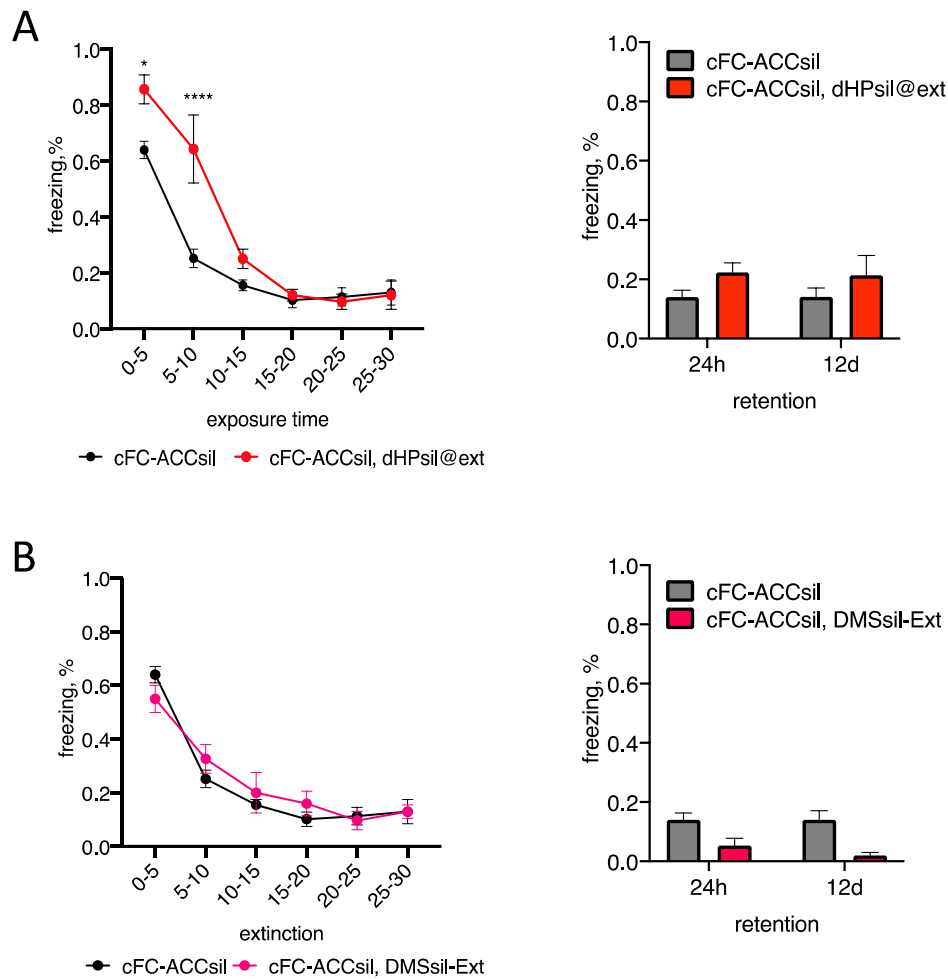 A
freezing,%
1.0
0.8
0.6
0.4
0.2
0.0
*
****
0-5
5-10
10-15
15-20
20-25
25-30
exposure time
cFC-ACCsil
cFC-ACCsil, dHPsil@ext
freezing, %
1.0
0.8
0.6
0.4
0.2
0.0
cFC-ACCsil
cFC-ACCsil, dHPsil@ext
24h
12d
retention
B
freezing, %
1.0
0.8
0.6
0.4
0.2
0.0
0-5
5-10
10-15
15-20
20-25
25-30
extinction
cFC-ACCsil
cFC-ACCsil, DMSsil-Ext
freezing, %
1.0
0.8
0.6
0.4
0.2
0.0
cFC-ACCsil
cFC-ACCsil, DMSsil-Ext
24h
12d
retention